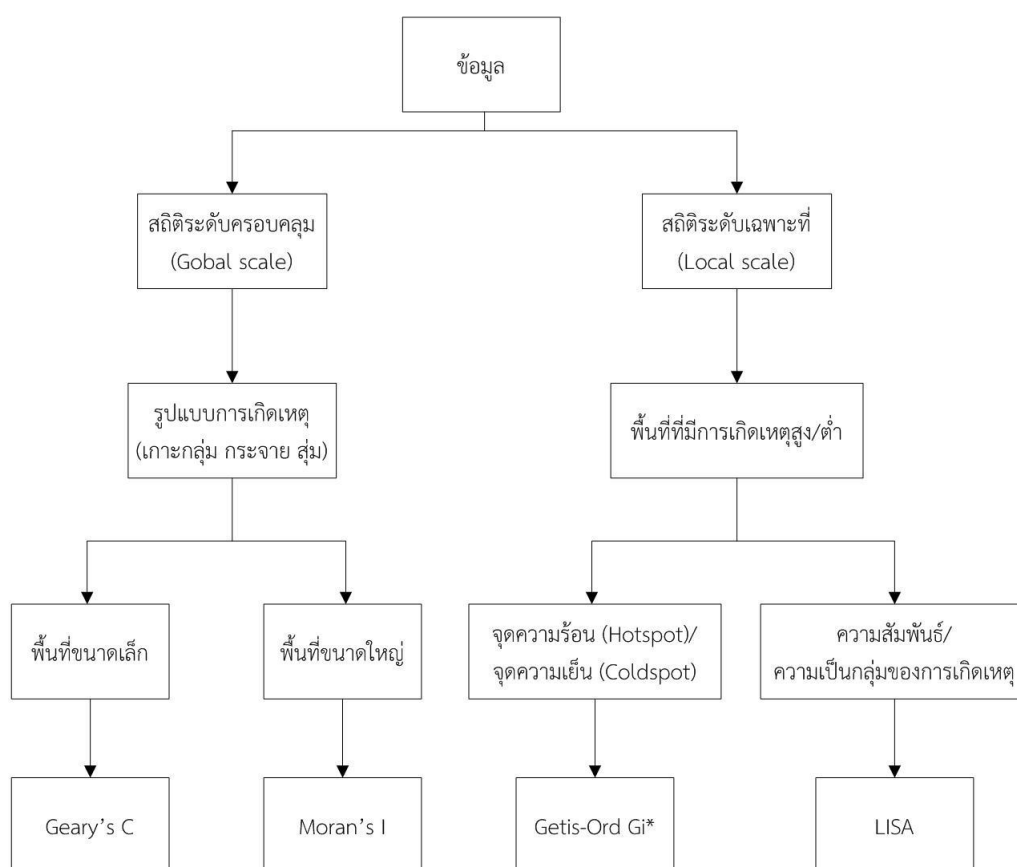 ข้อมูล
สถิติระดับครอบคลุม
(Gobal scale)
สถิติระดับเฉพาะที่
(Local scale)
รูปแบบการเกิดเหตุ
(เกาะกลุ่ม กระจาย สุ่ม)
พื้นที่ที่มีการเกิดเหตุสูง/ต่ำ
พื้นที่ขนาดเล็ก
พื้นที่ขนาดใหญ่
จุดความร้อน (Hotspot)/
จุดความเย็น (Coldspot)
ความสัมพันธ์/
ความเป็นกลุ่มของการเกิดเหตุ
Geary’s C
Moran’s I
Getis-Ord Gi*
LISA